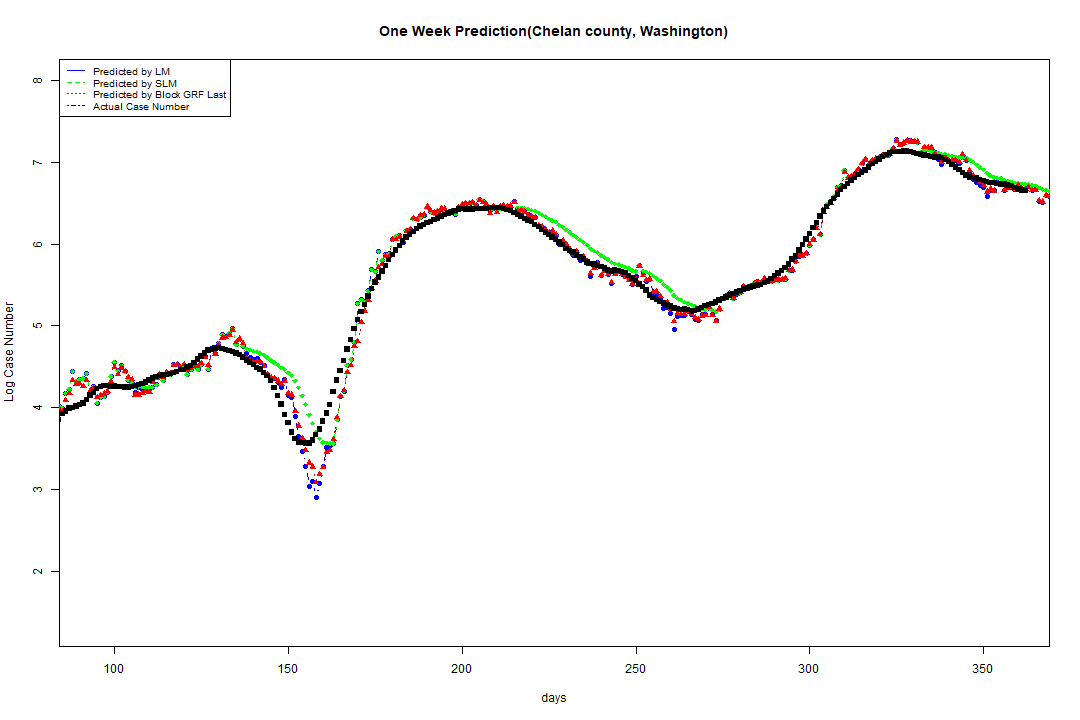 One Week Prediction(Chelan county, Washington)
Predicted by LM
Predicted by SLM
Predicted by Block GRF Last
Actual Case Number
8
7
6
5
4
3
2
Log Case Number
100 150 200 250 300 350
days